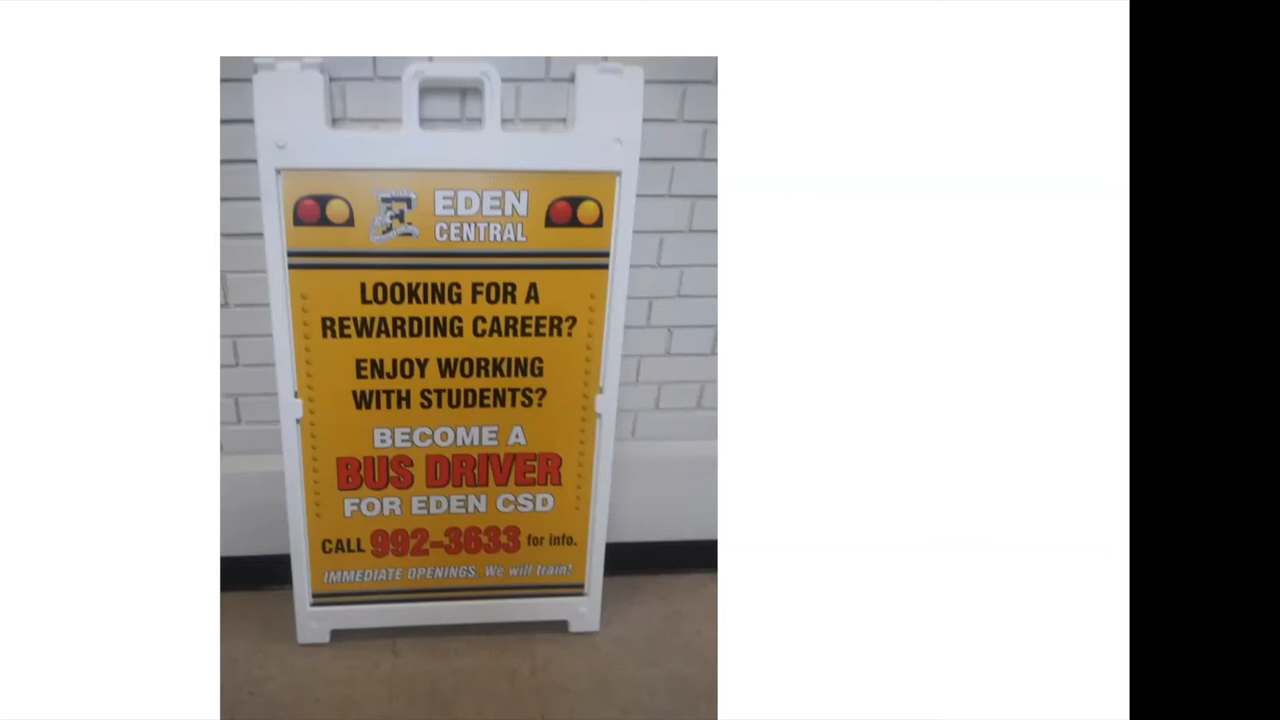 EDEN
CENTRAL
LOOKING FOR A
REWARDING CAREER?
ENJOY WORKING
WITH STUDENTS?
BECOME A
BUS DRIVER
FOR EDEN CSD
CALL 992-3633 for info.
IMMEDIATE OPENINGS. We will train!